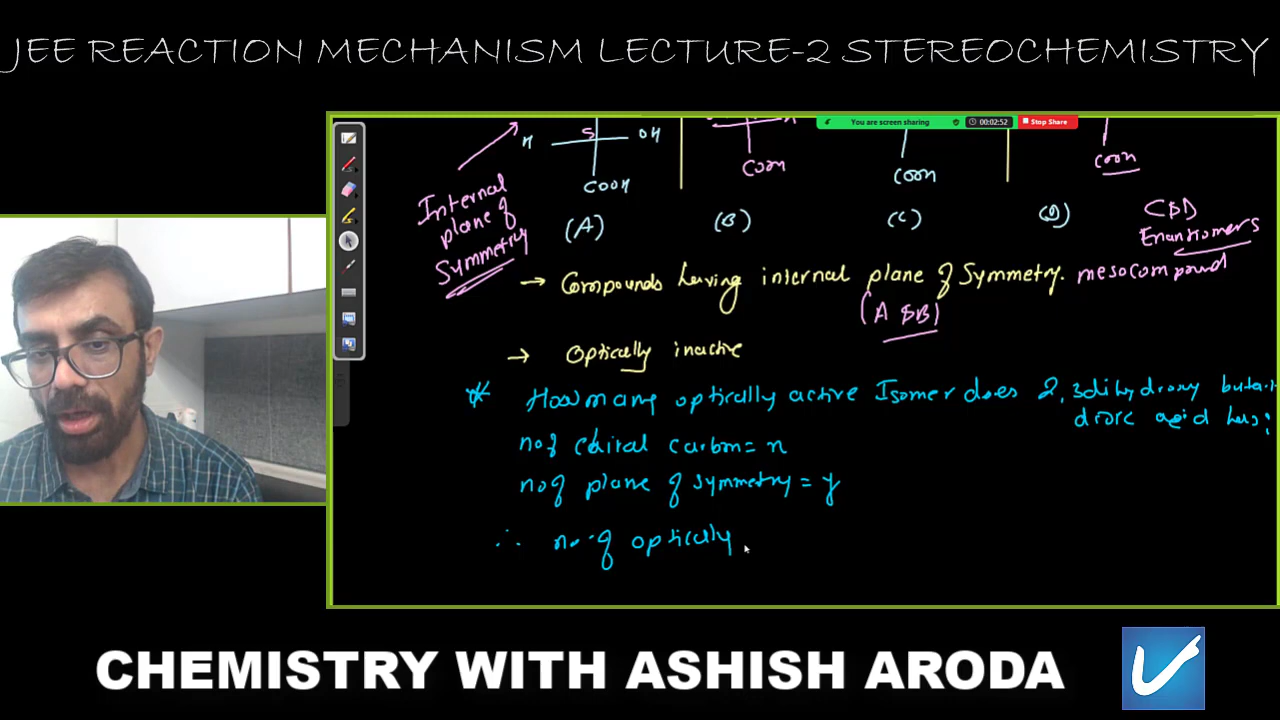 JEE REACTION MECHANISM LECTURE-2 STEREOCHEMISTRY
You are screen sharing 00:02:52 Stop Share
H S OH
COOH
COOH
COOH
COOH
Internal plane of Symmetry
(A) (B) (C) (D)
C&D
Enantiomers
→ Compounds having internal plane of Symmetry. mesocompound
(A &B)
→ Optically inactive
* How many optically active Isomer does 2,3dihydroxy butan
dioic acid has?
no of chiral carbon = n
no of plane of symmetry = y
∴ no. of optically
CHEMISTRY WITH ASHISH ARODA